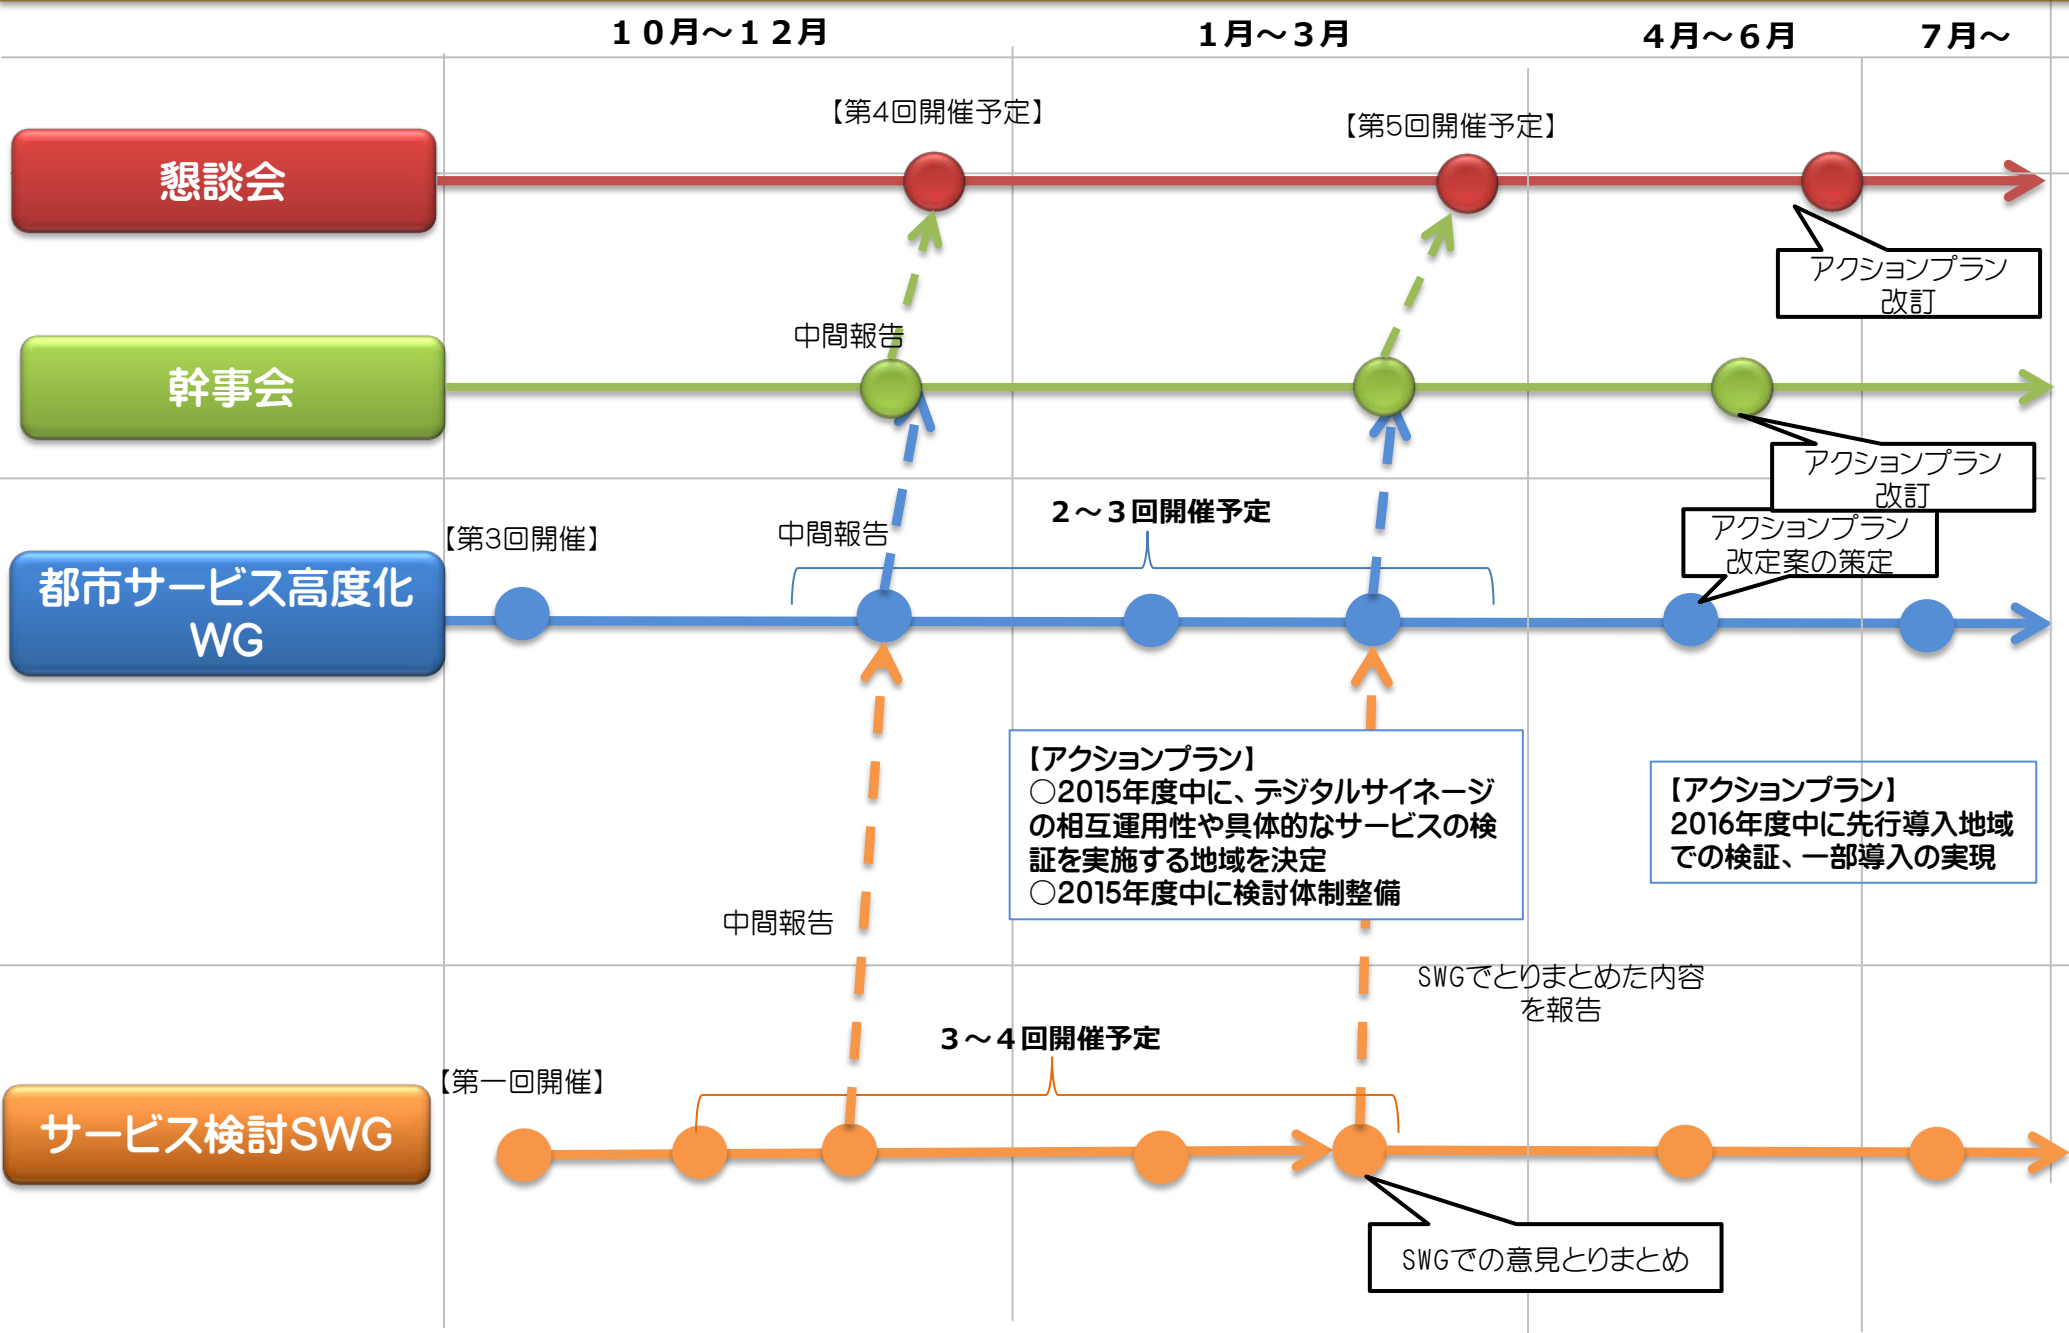 １０月～１２月
１月～３月
４月～６月
７月～
【第4回開催予定】
【第5回開催予定】
懇談会
アクションプラン
改訂
中間報告
幹事会
アクションプラン
改訂
２～３回開催予定
【第3回開催】
中間報告
アクションプラン
改定案の策定
都市サービス高度化
WG
【アクションプラン】
○2015年度中に、デジタルサイネージ
の相互運用性や具体的なサービスの検
証を実施する地域を決定
○2015年度中に検討体制整備
【アクションプラン】
2016年度中に先行導入地域
での検証、一部導入の実現
中間報告
SWGでとりまとめた内容
を報告
３～４回開催予定
【第一回開催】
サービス検討SWG
SWGでの意見とりまとめ